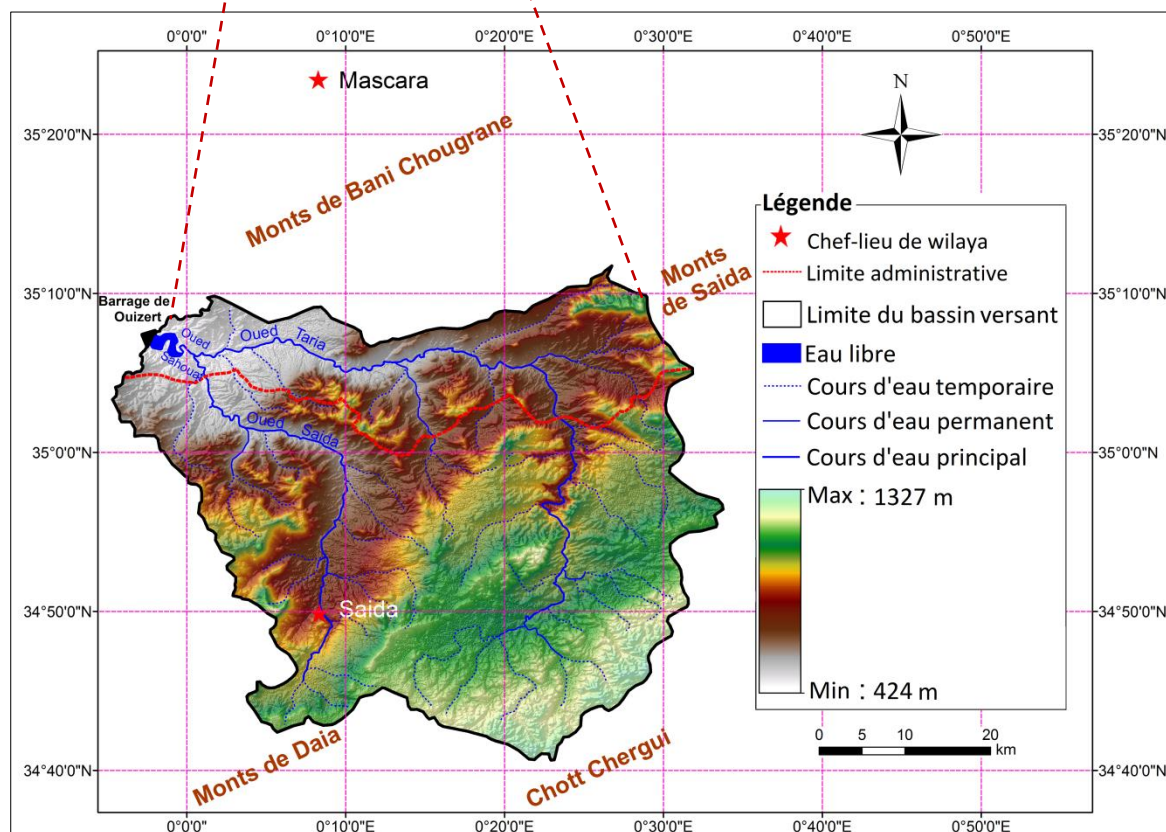 0°0'0"
0°10'0"E
0°20'0"E
0°30'0"E
0°40'0"E
0°50'0"E
Mascara
N
35°20'0"N
35°20'0"N
Monts de Bani Chougrane
Légende
Chef-lieu de wilaya
Limite administrative
Limite du bassin versant
Eau libre
Cours d'eau temporaire
Cours d'eau permanent
Cours d'eau principal
Max : 1327 m
Min : 424 m
Monts
de Saida
35°10'0"N
35°10'0"N
Barrage de
Ouizert
Oued
Sahouat
Oued Taria
Oued Saida
35°0'0"N
35°0'0"N
34°50'0"N
34°50'0"N
Saida
0 5 10 20
km
Monts de Daia
Chott Chergui
34°40'0"N
34°40'0"N
0°0'0"E
0°10'0"E
0°20'0"E
0°30'0"E
0°40'0"E
0°50'0"E